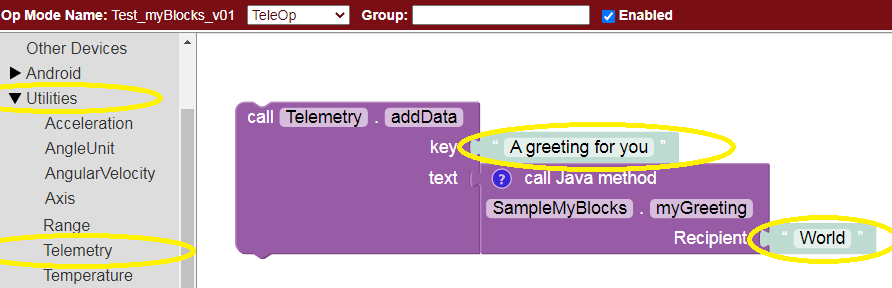 Op Mode Name: Test_myBlocks_v01 TeleOp Group: Enabled
Other Devices
Android
Utilities
Acceleration
AngleUnit
AngularVelocity
Axis
Range
Telemetry
Temperature
call Telemetry . addData
key “ A greeting for you ”
text ? call Java method
SampleMyBlocks . myGreeting
Recipient “ World ”